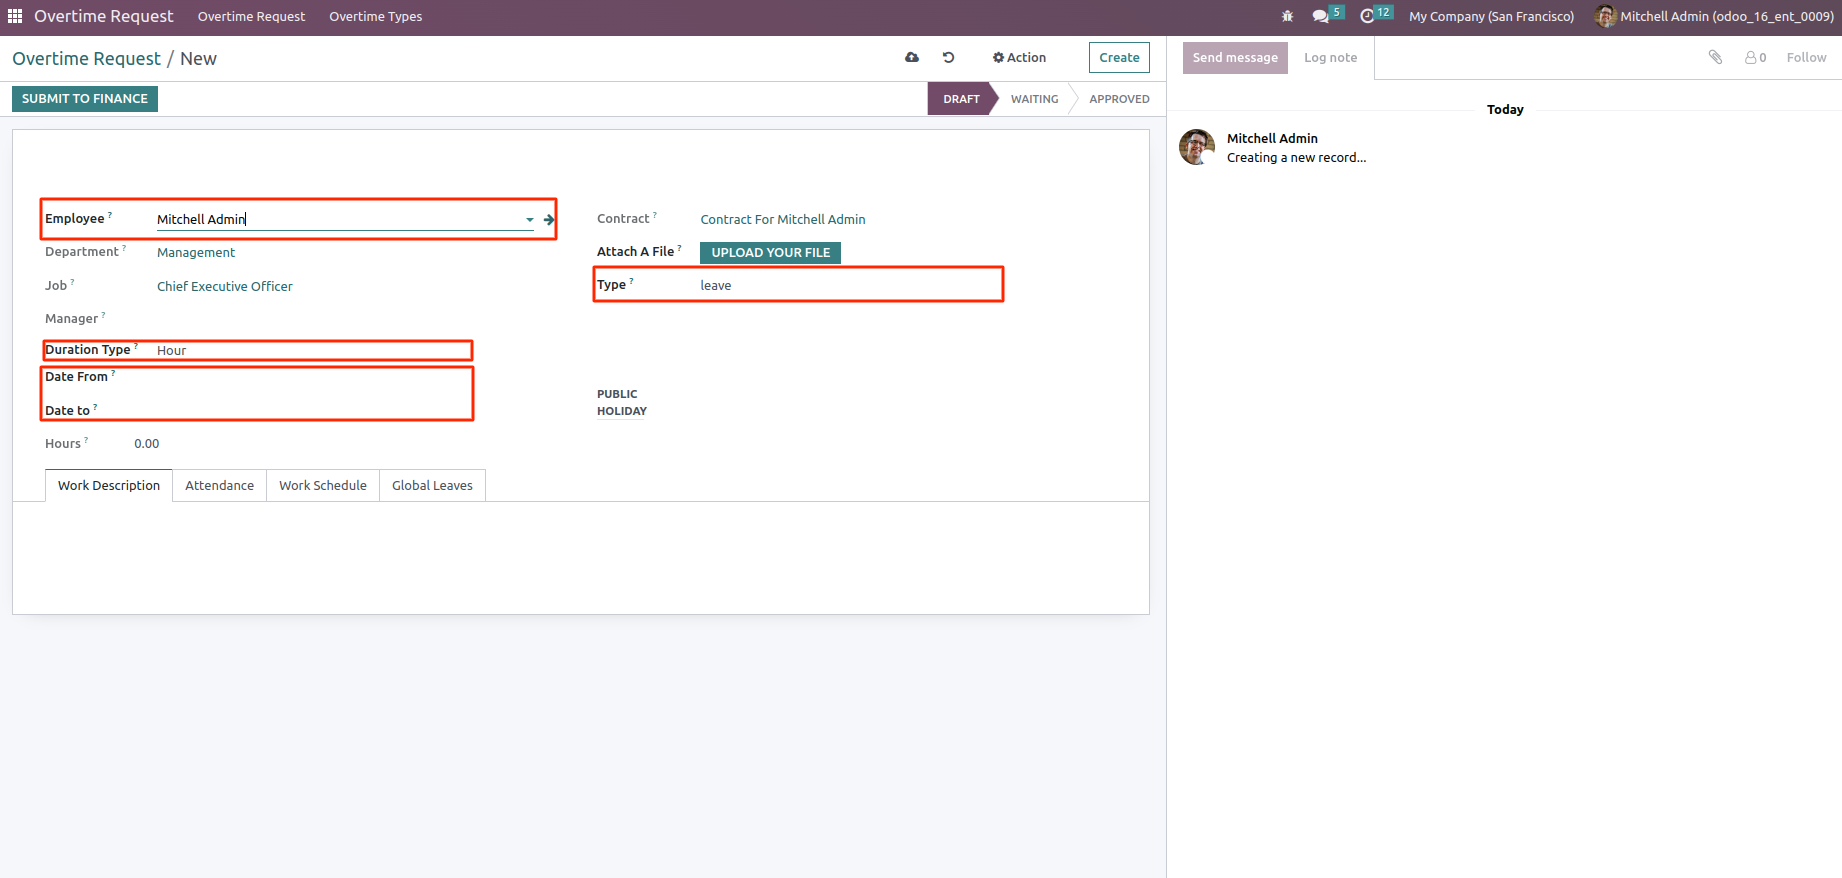 Overtime Request Overtime Request Overtime Types 5 12 My Company (San Francisco) Mitchell Admin (odoo_16_ent_0009)
Overtime Request / New Action Create
SUBMIT TO FINANCE DRAFT WAITING APPROVED
Employee ? Mitchell Admin
Department ? Management
Job ? Chief Executive Officer
Manager ?
Duration Type ? Hour
Date From ?
Date to ?
Hours ? 0.00
Contract ? Contract For Mitchell Admin
Attach A File ? UPLOAD YOUR FILE
Type ? leave
PUBLIC
HOLIDAY
Work Description Attendance Work Schedule Global Leaves
Send message Log note 0 Follow
Today
Mitchell Admin
Creating a new record...